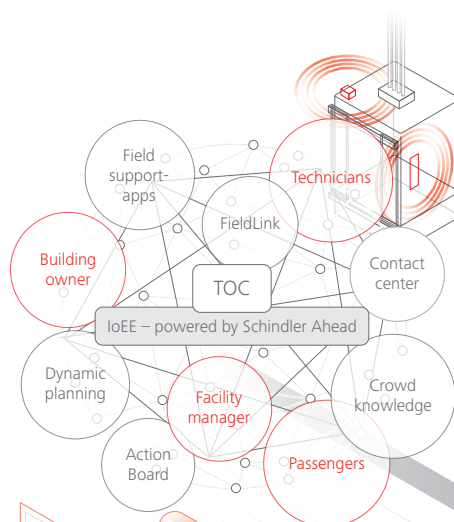 Field
support-
apps
Technicians
FieldLink
Building
owner
Contact
center
TOC
IoEE – powered by Schindler Ahead
Dynamic
planning
Facility
manager
Crowd
knowledge
Action
Board
Passengers